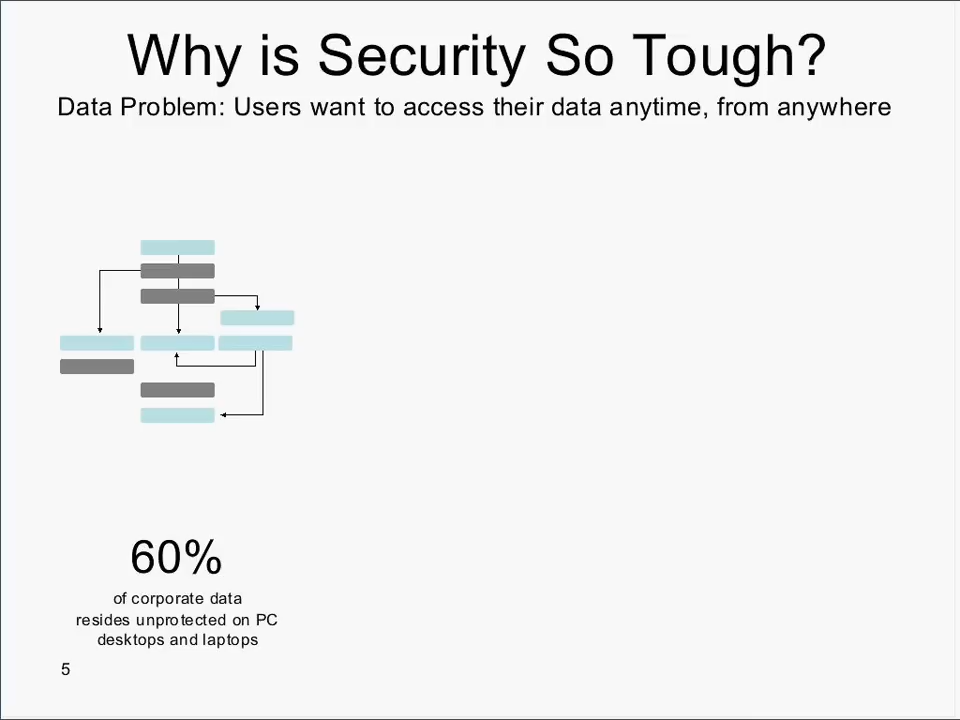 Why is Security So Tough?
Data Problem: Users want to access their data anytime, from anywhere
60%
of corporate data
resides unprotected on PC
desktops and laptops
5